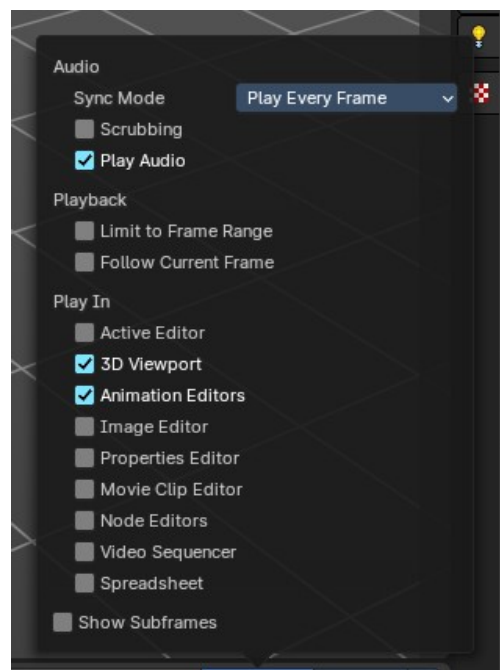 Audio
Sync Mode Play Every Frame
Scrubbing
Play Audio
Playback
Limit to Frame Range
Follow Current Frame
Play In
Active Editor
3D Viewport
Animation Editors
Image Editor
Properties Editor
Movie Clip Editor
Node Editors
Video Sequencer
Spreadsheet
Show Subframes